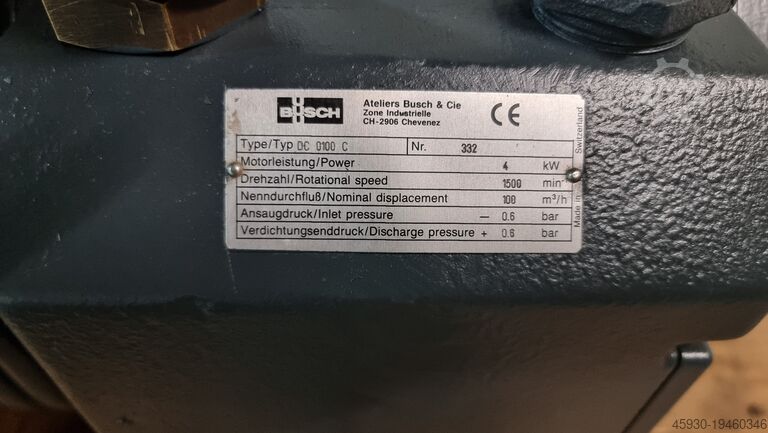 BUSCH
Ateliers Busch & Cie
Zone Industrielle
CH-2906 Chevenez
CE
Type/Typ DC 0100 C Nr. 332
Motorleistung/Power 4 kW
Drehzahl/Rotational speed 1500 min
Nenndurchfluß/Nominal displacement 100 m³/h
Ansaugdruck/Inlet pressure — 0.6 bar
Verdichtungsenddruck/Discharge pressure + 0.6 bar
Made in Switzerland
45930-19460346